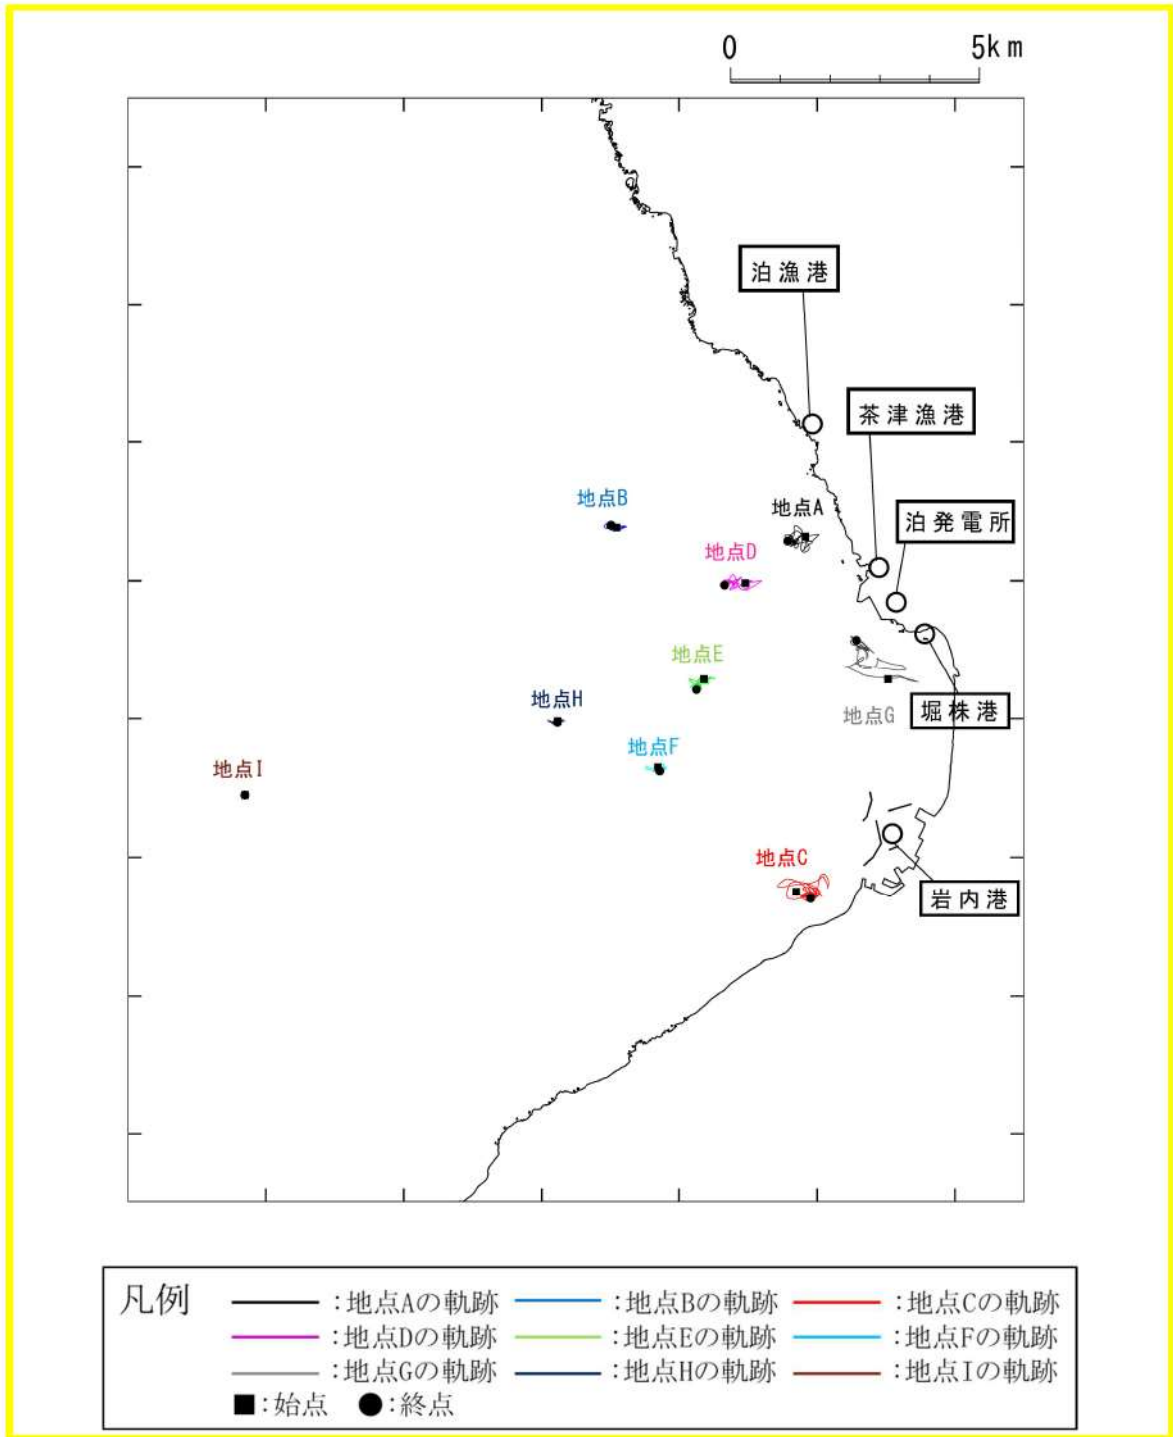 0 5km
泊漁港
茶津漁港
地点B
地点A
泊発電所
地点D
地点E
地点H
地点G
堀株港
地点F
地点I
地点C
岩内港
凡例
:地点Aの軌跡 :地点Bの軌跡 :地点Cの軌跡
:地点Dの軌跡 :地点Eの軌跡 :地点Fの軌跡
:地点Gの軌跡 :地点Hの軌跡 :地点Iの軌跡
■:始点 ●:終点